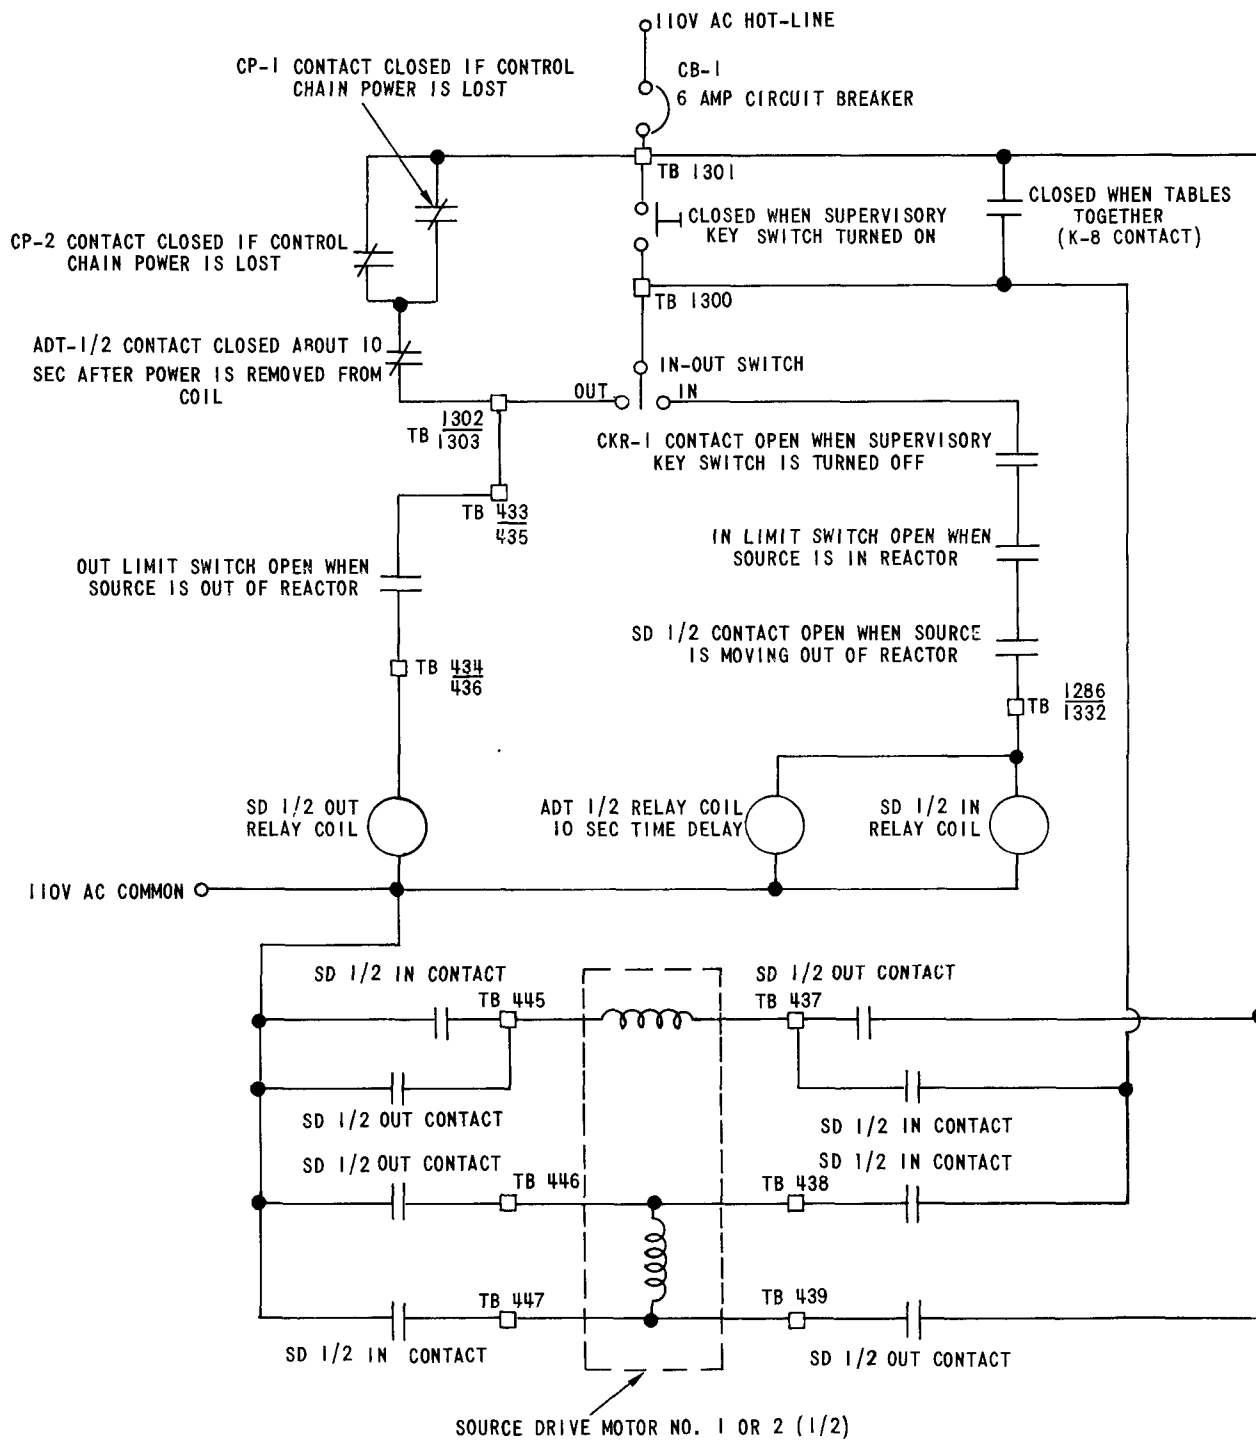 110V AC HOT-LINE
CP-1 CONTACT CLOSED IF CONTROL
CHAIN POWER IS LOST
CB-1
6 AMP CIRCUIT BREAKER
TB 1301
CLOSED WHEN SUPERVISORY
KEY SWITCH TURNED ON
CLOSED WHEN TABLES
TOGETHER
(K-8 CONTACT)
CP-2 CONTACT CLOSED IF CONTROL
CHAIN POWER IS LOST
TB 1300
ADT-1/2 CONTACT CLOSED ABOUT 10
SEC AFTER POWER IS REMOVED FROM
COIL
IN-OUT SWITCH
OUT
IN
TB 1302
1303
CKR-1 CONTACT OPEN WHEN SUPERVISORY
KEY SWITCH IS TURNED OFF
TB 433
435
IN LIMIT SWITCH OPEN WHEN
SOURCE IS IN REACTOR
OUT LIMIT SWITCH OPEN WHEN
SOURCE IS OUT OF REACTOR
SD 1/2 CONTACT OPEN WHEN SOURCE
IS MOVING OUT OF REACTOR
TB 434
436
TB 1286
1332
SD 1/2 OUT
RELAY COIL
ADT 1/2 RELAY COIL
10 SEC TIME DELAY
SD 1/2 IN
RELAY COIL
110V AC COMMON
SD 1/2 IN CONTACT
SD 1/2 OUT CONTACT
TB 445
TB 437
SD 1/2 OUT CONTACT
SD 1/2 IN CONTACT
SD 1/2 OUT CONTACT
SD 1/2 IN CONTACT
TB 446
TB 438
TB 447
TB 439
SD 1/2 IN CONTACT
SD 1/2 OUT CONTACT
SOURCE DRIVE MOTOR NO. 1 OR 2 (1/2)